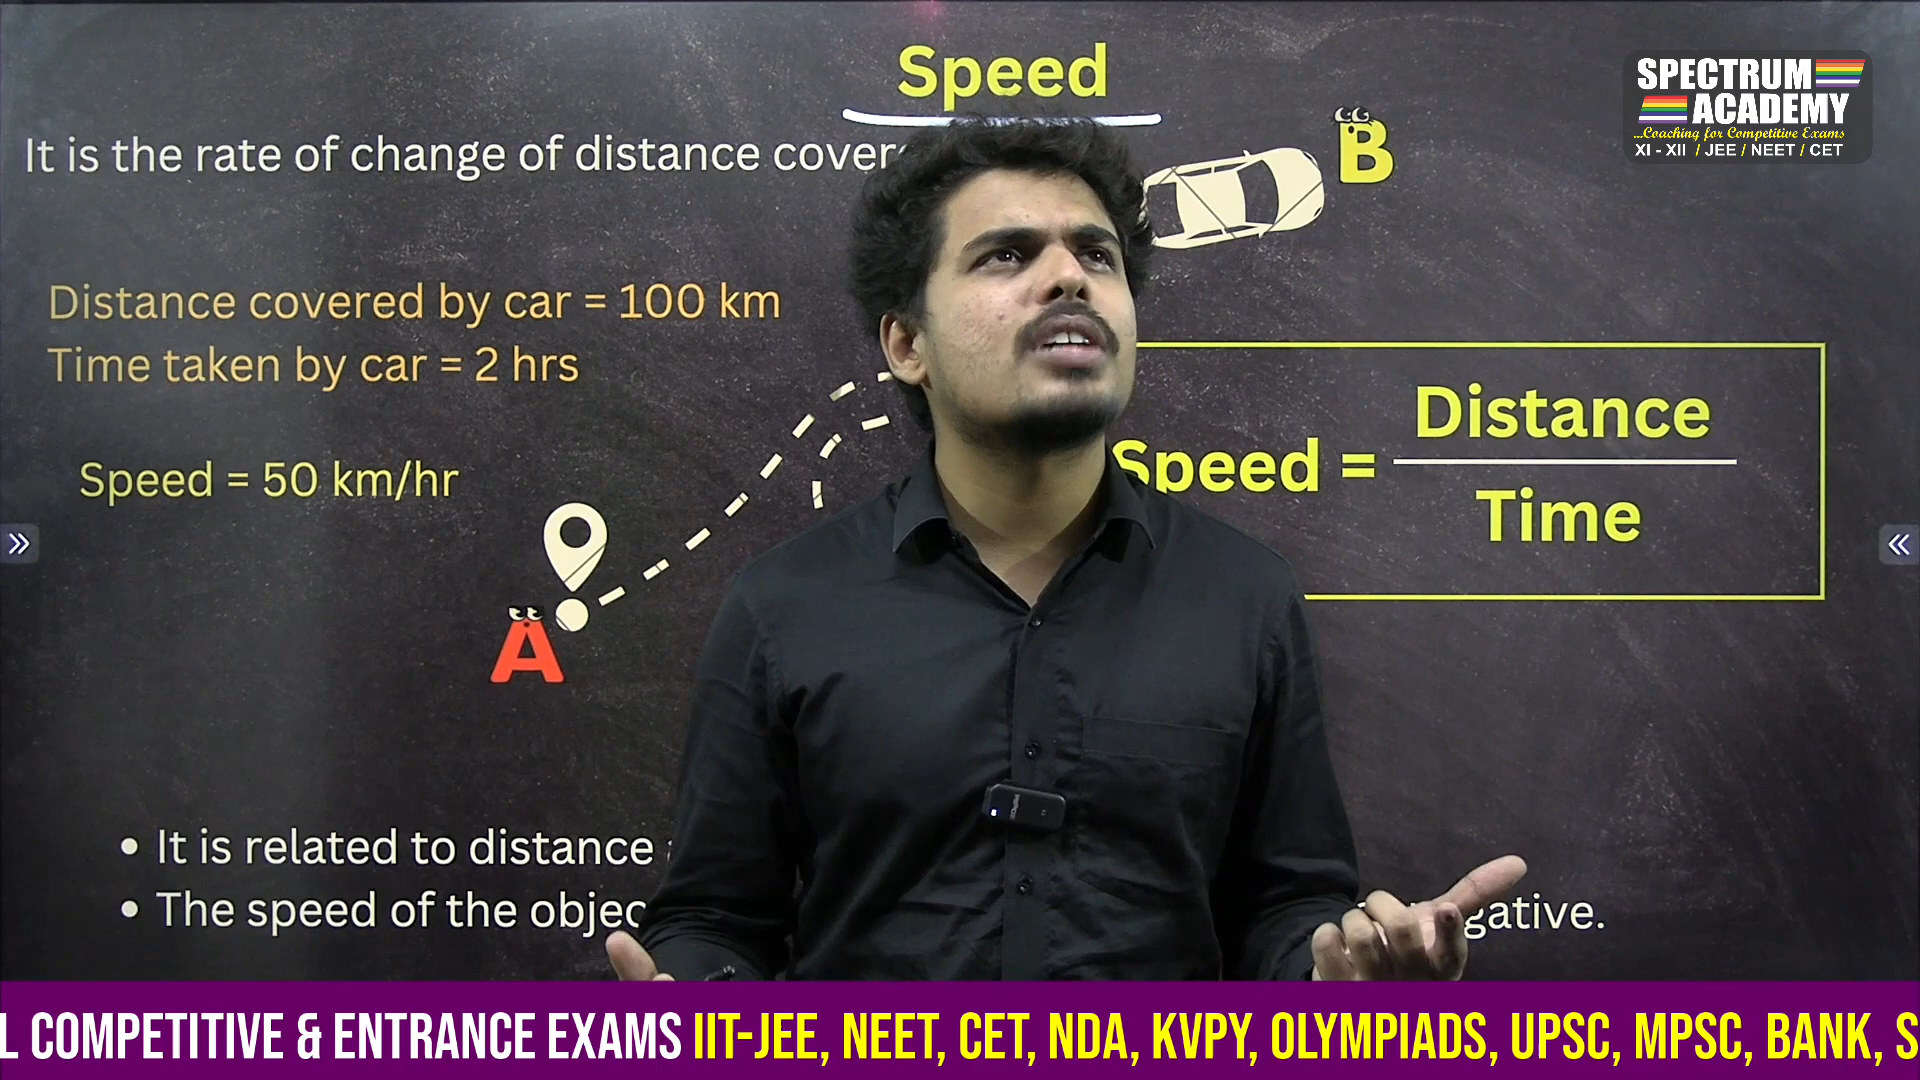 Speed
It is the rate of change of distance
B
SPECTRUM
ACADEMY
...Coaching for Competitive Exams
XI - XII / JEE / NEET / CET
Distance covered by car = 100 km
Time taken by car = 2 hrs
Speed = 50 km/hr
Speed = Distance
Time
A
• It is related to distance
• The speed of the
COMPETITIVE & ENTRANCE EXAMS IIT-JEE, NEET, CET, NDA, KVPY, OLYMPIADS, UPSC, MPSC, BANK,